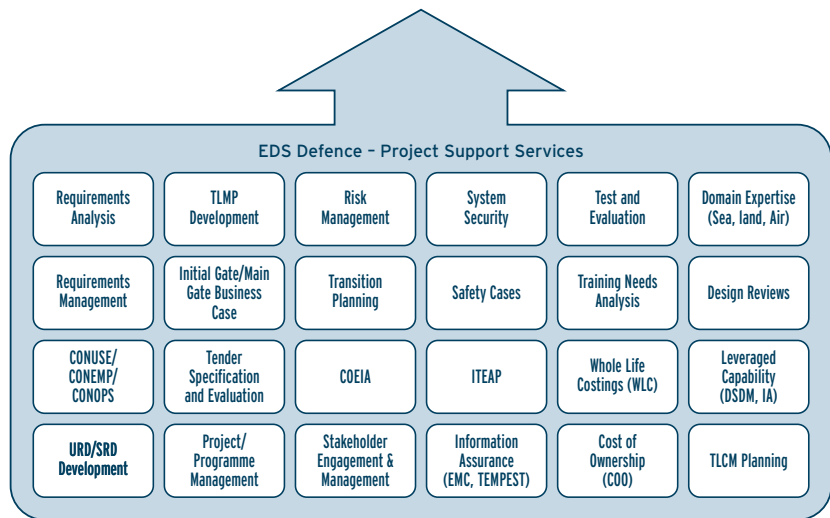 EDS Defence – Project Support Services
Requirements
Analysis
TLMP
Development
Risk
Management
System
Security
Test and
Evaluation
Domain Expertise
(Sea, land, Air)
Requirements
Management
Initial Gate/Main
Gate Business
Case
Transition
Planning
Safety Cases
Training Needs
Analysis
Design Reviews
CONUSE/
CONEMP/
CONOPS
Tender
Specification
and Evaluation
COEIA
ITEAP
Whole Life
Costings (WLC)
Leveraged
Capability
(DSDM, IA)
URD/SRD
Development
Project/
Programme
Management
Stakeholder
Engagement &
Management
Information
Assurance
(EMC, TEMPEST)
Cost of
Ownership
(COO)
TLCM Planning